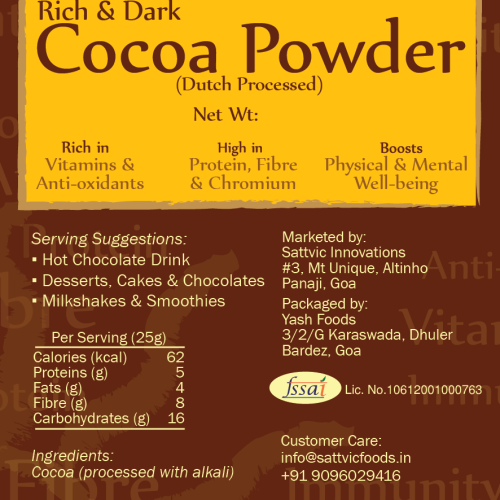 Rich & Dark
Cocoa Powder
(Dutch Processed)
Net Wt:
Rich in
Vitamins &
Anti-oxidants
High in
Protein, Fibre
& Chromium
Boosts
Physical & Mental
Well-being
Serving Suggestions:
▪ Hot Chocolate Drink
▪ Desserts, Cakes & Chocolates
▪ Milkshakes & Smoothies
Per Serving (25g)
Calories (kcal) 62
Proteins (g) 5
Fats (g) 4
Fibre (g) 8
Carbohydrates (g) 16
Ingredients:
Cocoa (processed with alkali)
Marketed by:
Sattvic Innovations
#3, Mt Unique, Altinho
Panaji, Goa
Packaged by:
Yash Foods
3/2/G Karaswada, Dhuler
Bardez, Goa
fssai Lic. No.10612001000763
Customer Care:
info@sattvicfoods.in
+91 9096029416